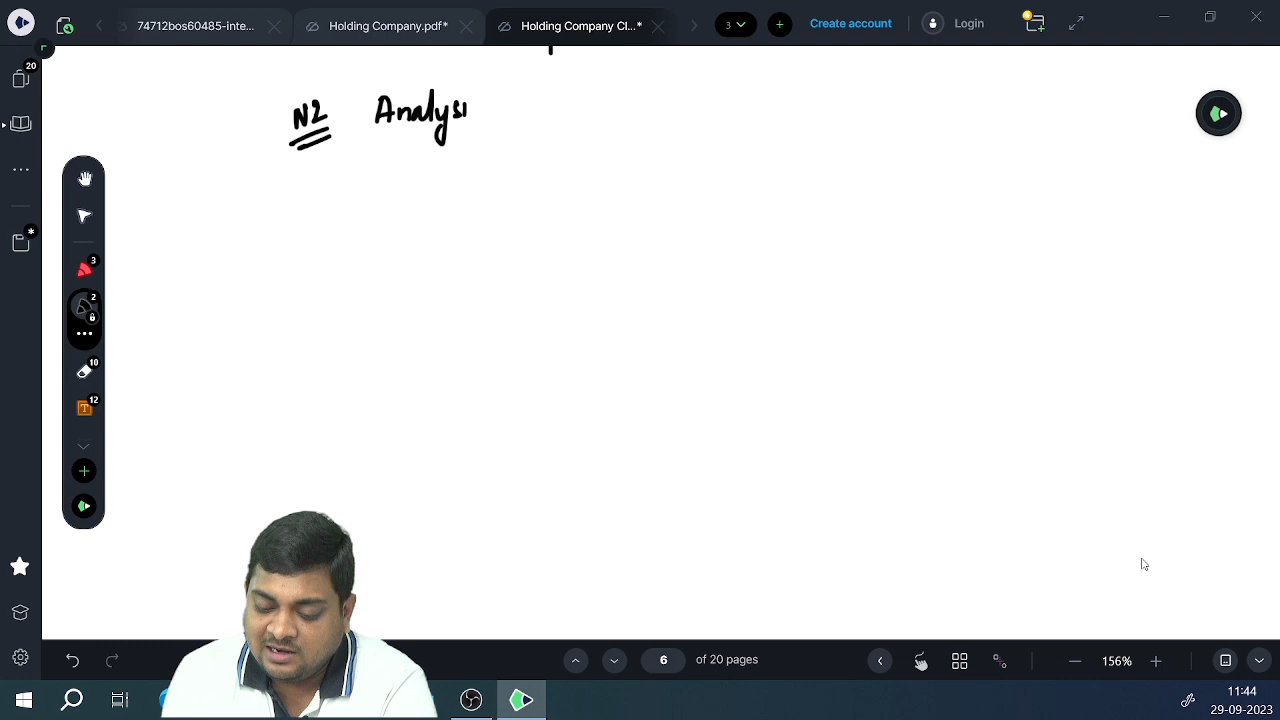 74712bos60485-inte...
Holding Company.pdf*
Holding Company Cl...*
3
Create account
Login
20
N2 Analysi
3
2
10
12
T
6
of 20 pages
156%
11:44
29-09-2023